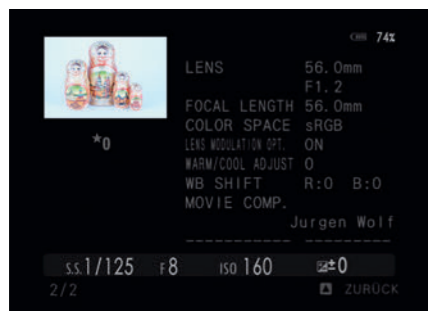 74%
LENS 56.0mm
F1.2
FOCAL LENGTH 56.0mm
COLOR SPACE sRGB
LENS MODULATION OPT. ON
WARM/COOL ADJUST 0
WB SHIFT R:0 B:0
MOVIE COMP.
Jurgen Wolf
★0
S.S. 1/125 F8 ISO 160 ±0
2/2 ZURÜCK